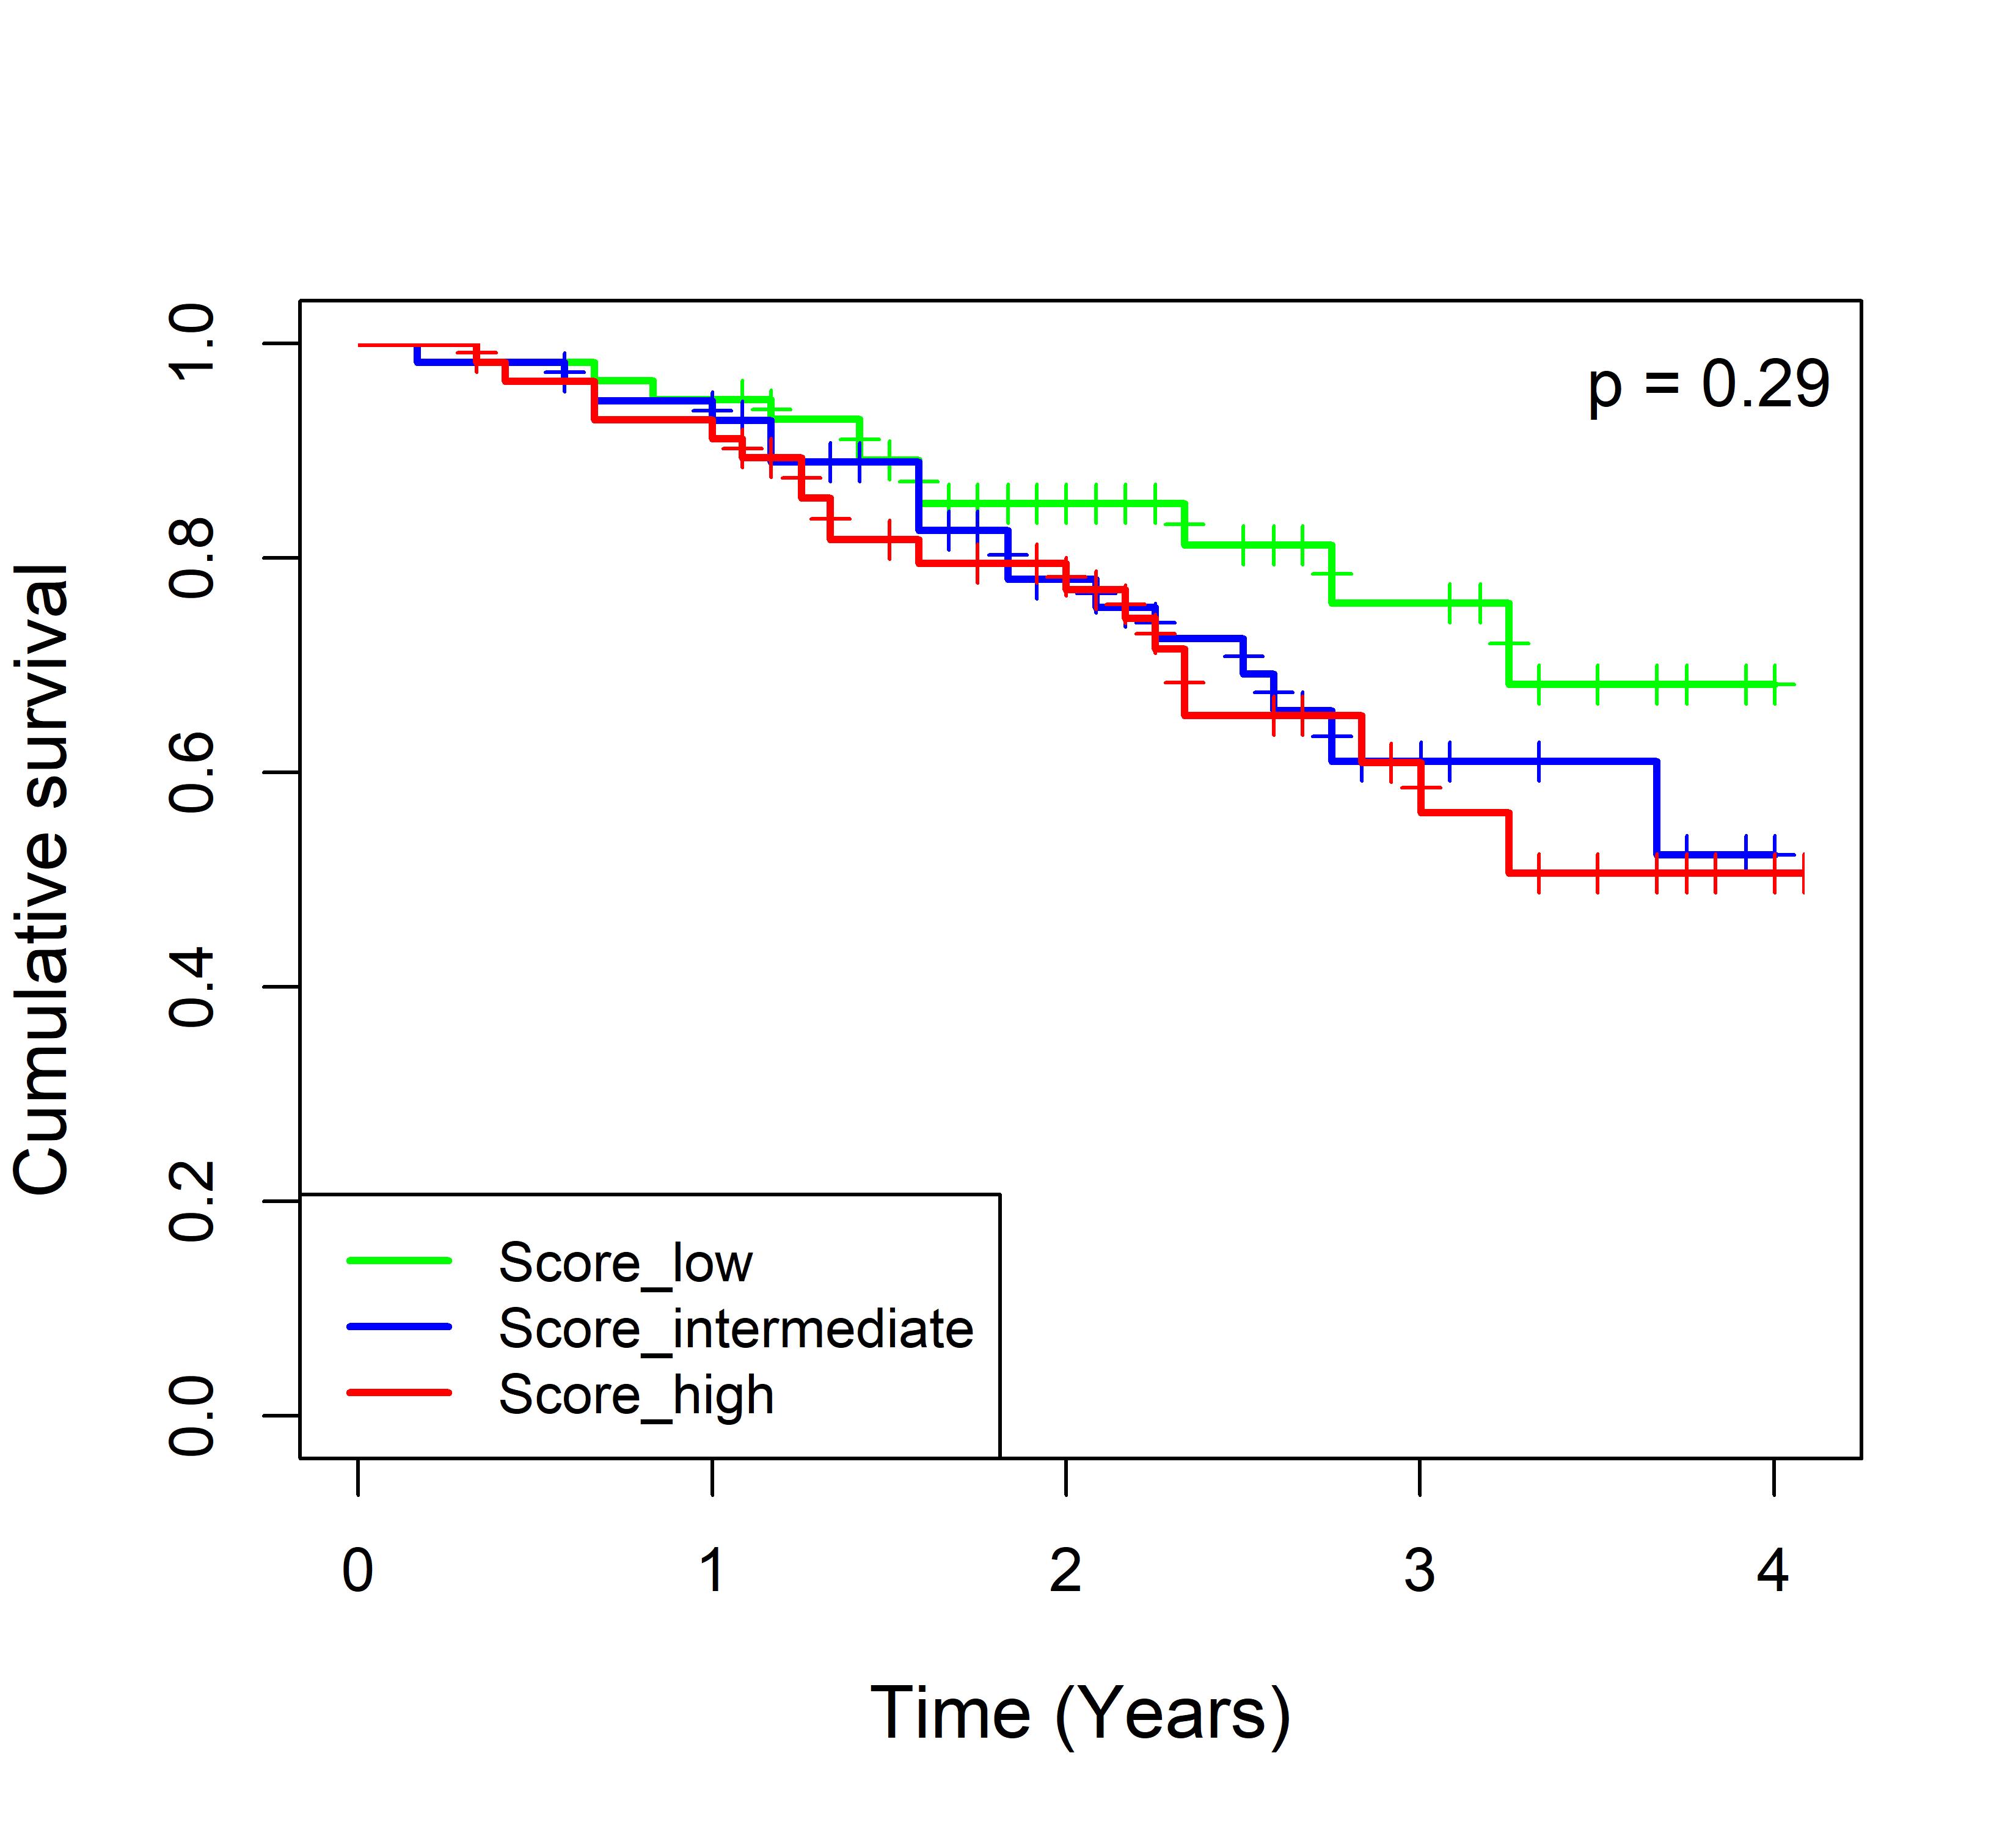 p = 0.29
Cumulative survival
1.0
0.8
0.6
0.4
0.2
0.0
Score_low
Score_intermediate
Score_high
0 1 2 3 4
Time (Years)